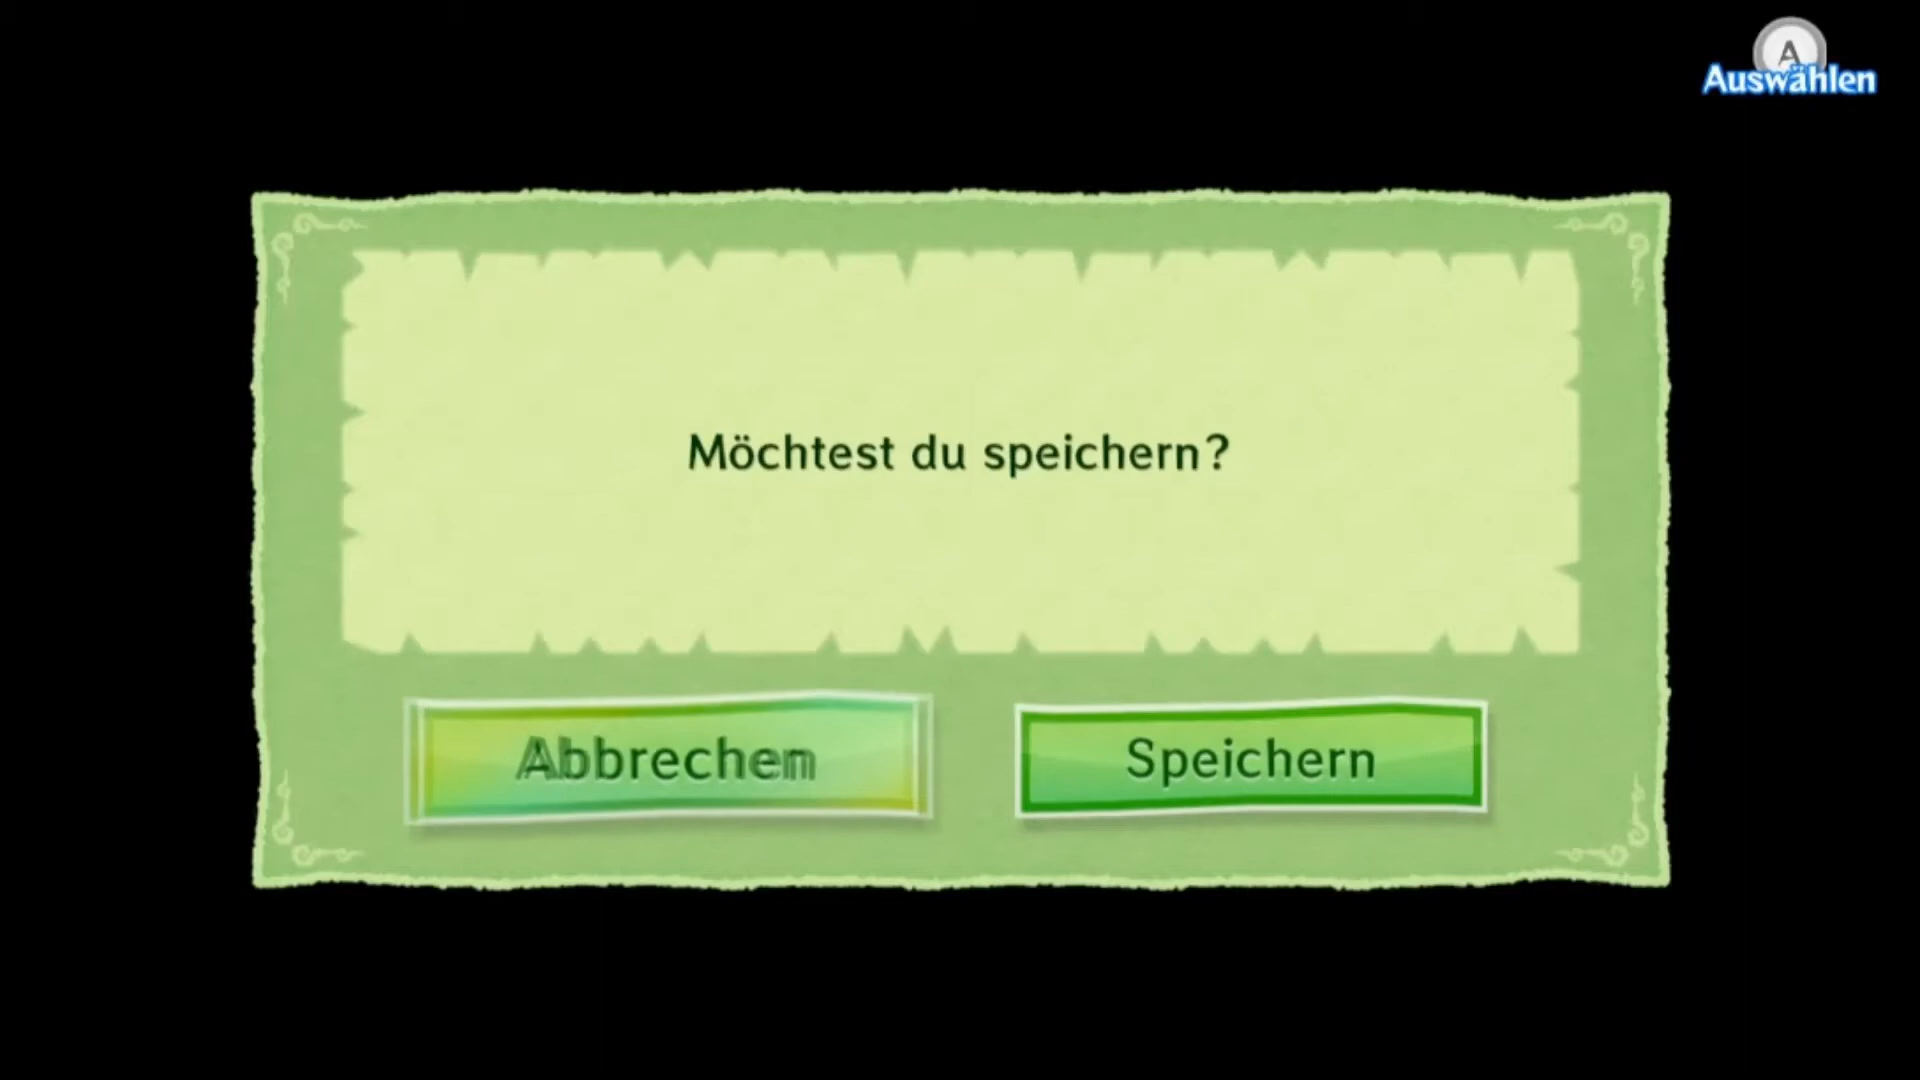 A
Auswählen
Möchtest du speichern?
Abbrechen
Speichern